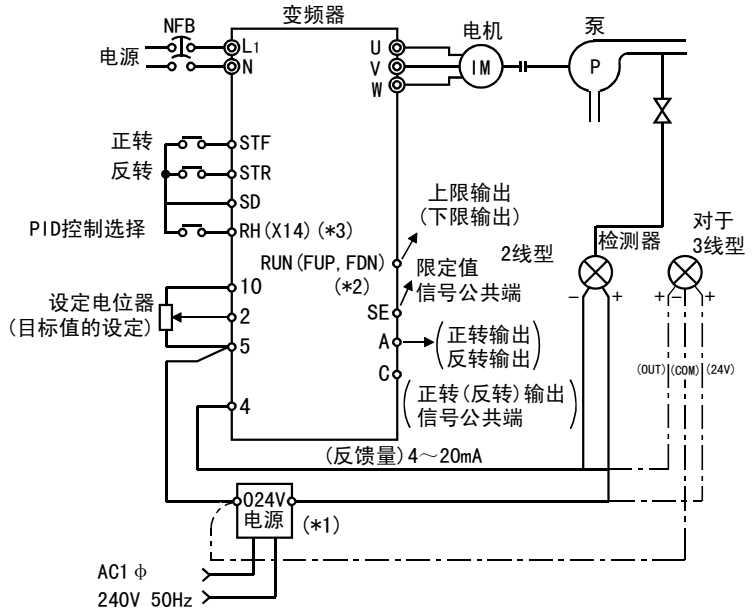 变频器
NFB
电源
L1
N
U
V
W
电机
IM
泵
P
正转
反转
PID控制选择
STF
STR
SD
RH(X14)(*3)
RUN(FUP,FDN)
(*2)
上限输出
(下限输出)
限定值
信号公共端
SE
A
正转输出
反转输出
C
(正转(反转)输出
信号公共端)
2线型
检测器
- +
对于
3线型
+ - +
(OUT) (COM) (24V)
设定电位器
(目标值的设定)
10
2
5
4
(反馈量)4～20mA
024V
电源
(*1)
AC1 φ
240V 50Hz